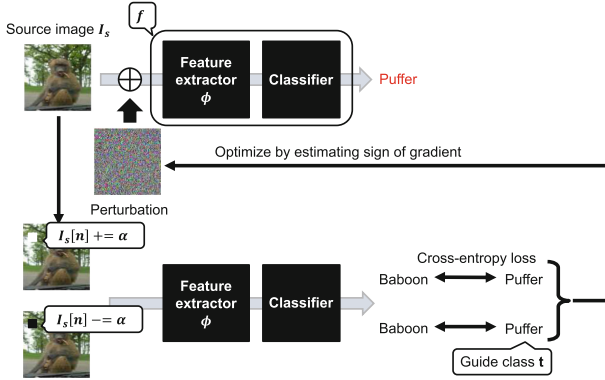 f
Source image I_s
Feature
extractor
ϕ
Classifier
Puffer
Optimize by estimating sign of gradient
Perturbation
I_s[n] += α
Cross-entropy loss
Feature
extractor
ϕ
Classifier
Baboon
Puffer
I_s[n] −= α
Baboon
Puffer
Guide class t